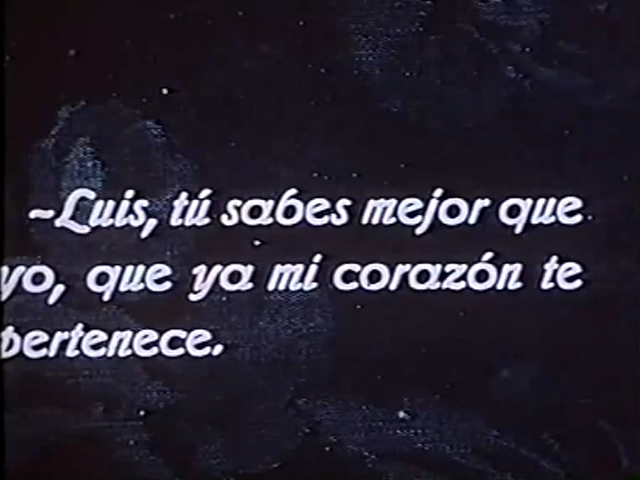 -Luis, tú sabes mejor que
yo, que ya mi corazón te
pertenece.